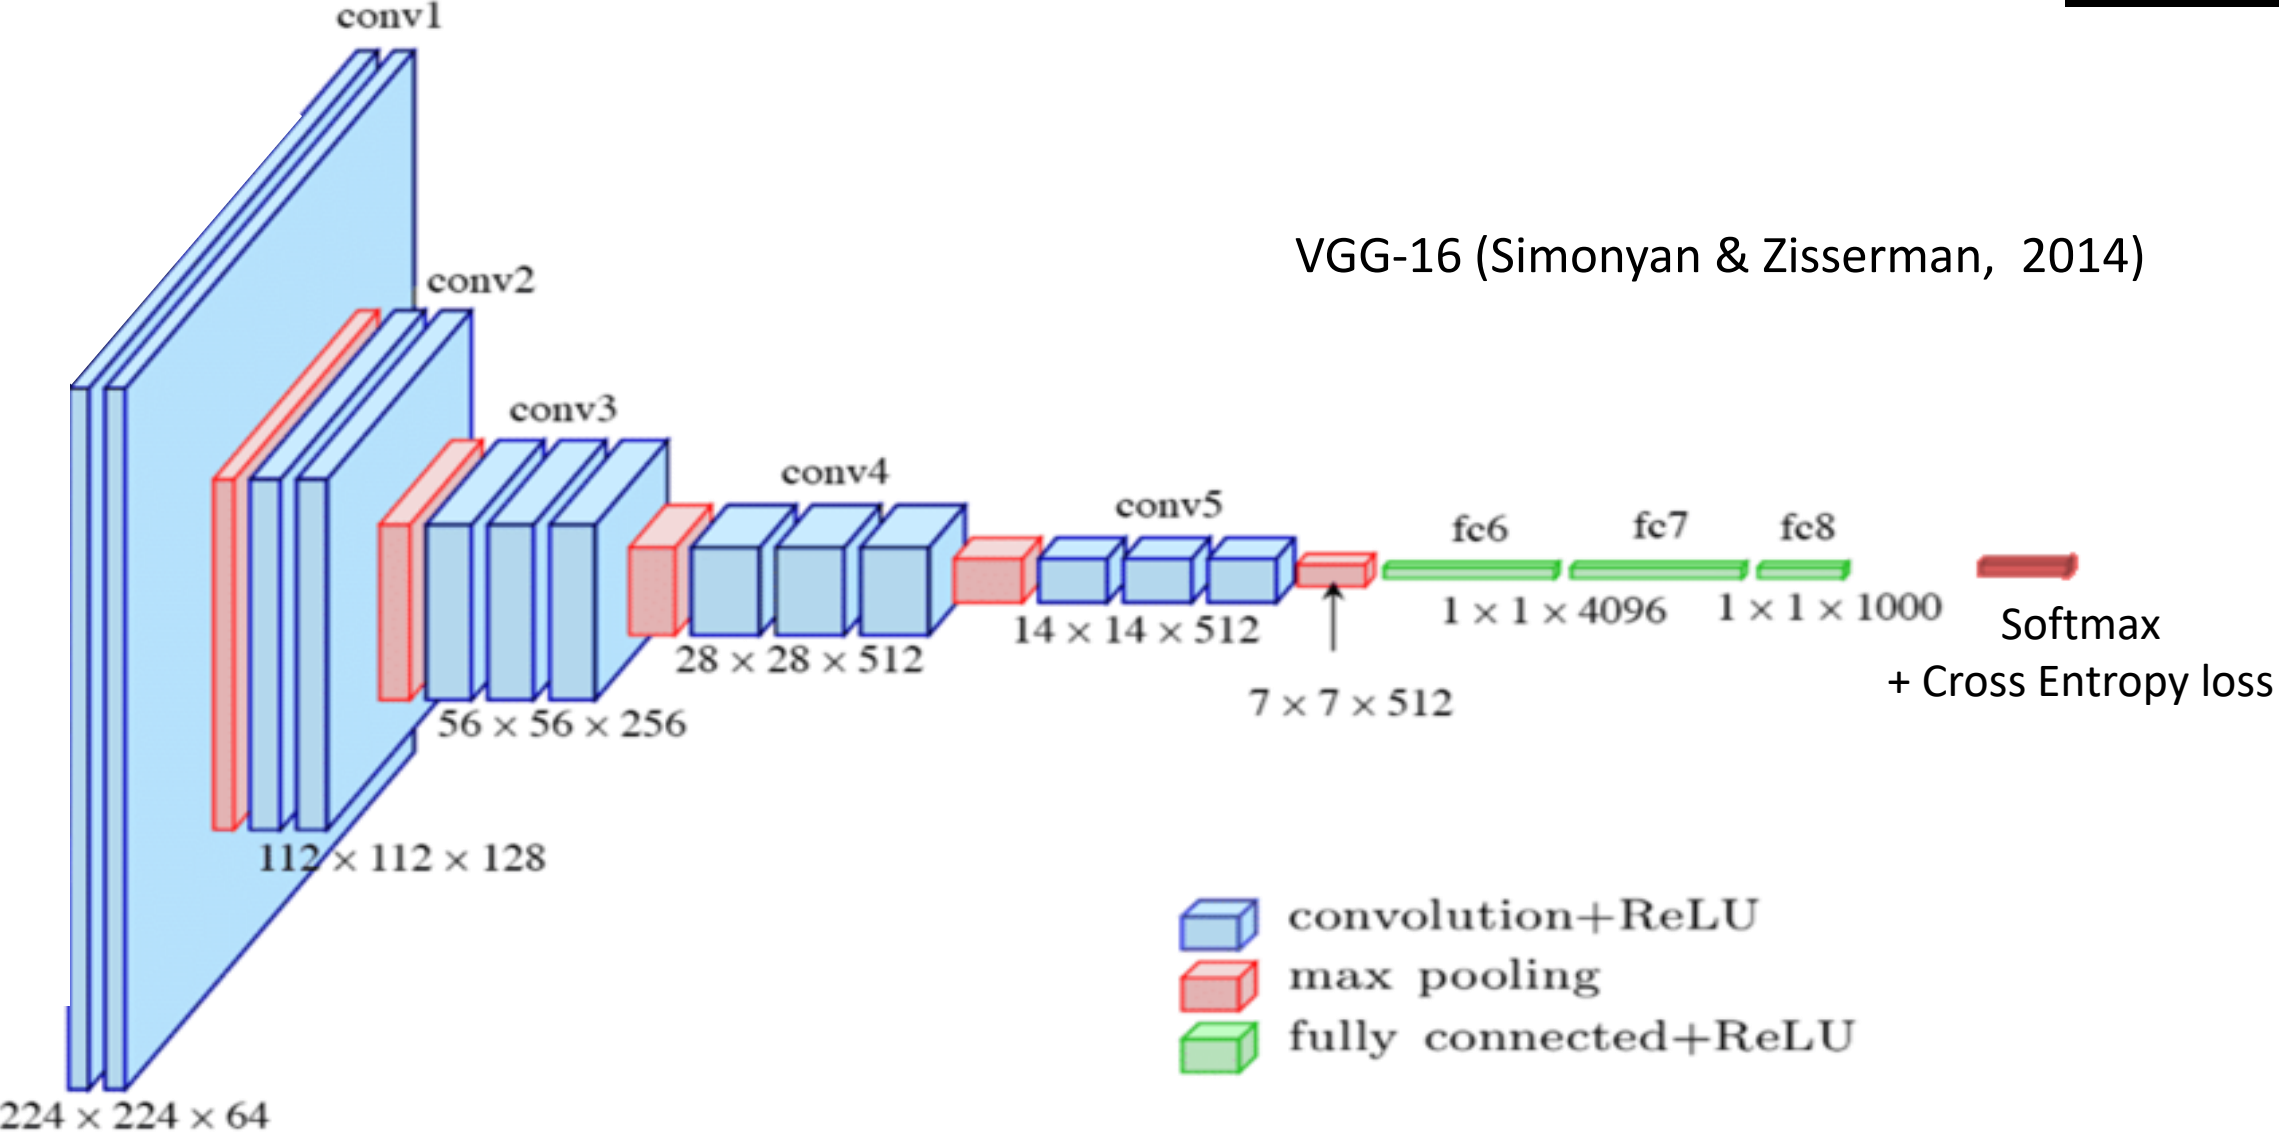 conv1
conv2
conv3
conv4
conv5
fc6
fc7
fc8
VGG-16 (Simonyan & Zisserman, 2014)
224 × 224 × 64
112 × 112 × 128
56 × 56 × 256
28 × 28 × 512
14 × 14 × 512
7 × 7 × 512
1 × 1 × 4096
1 × 1 × 1000
Softmax
+ Cross Entropy loss
convolution+ReLU
max pooling
fully connected+ReLU